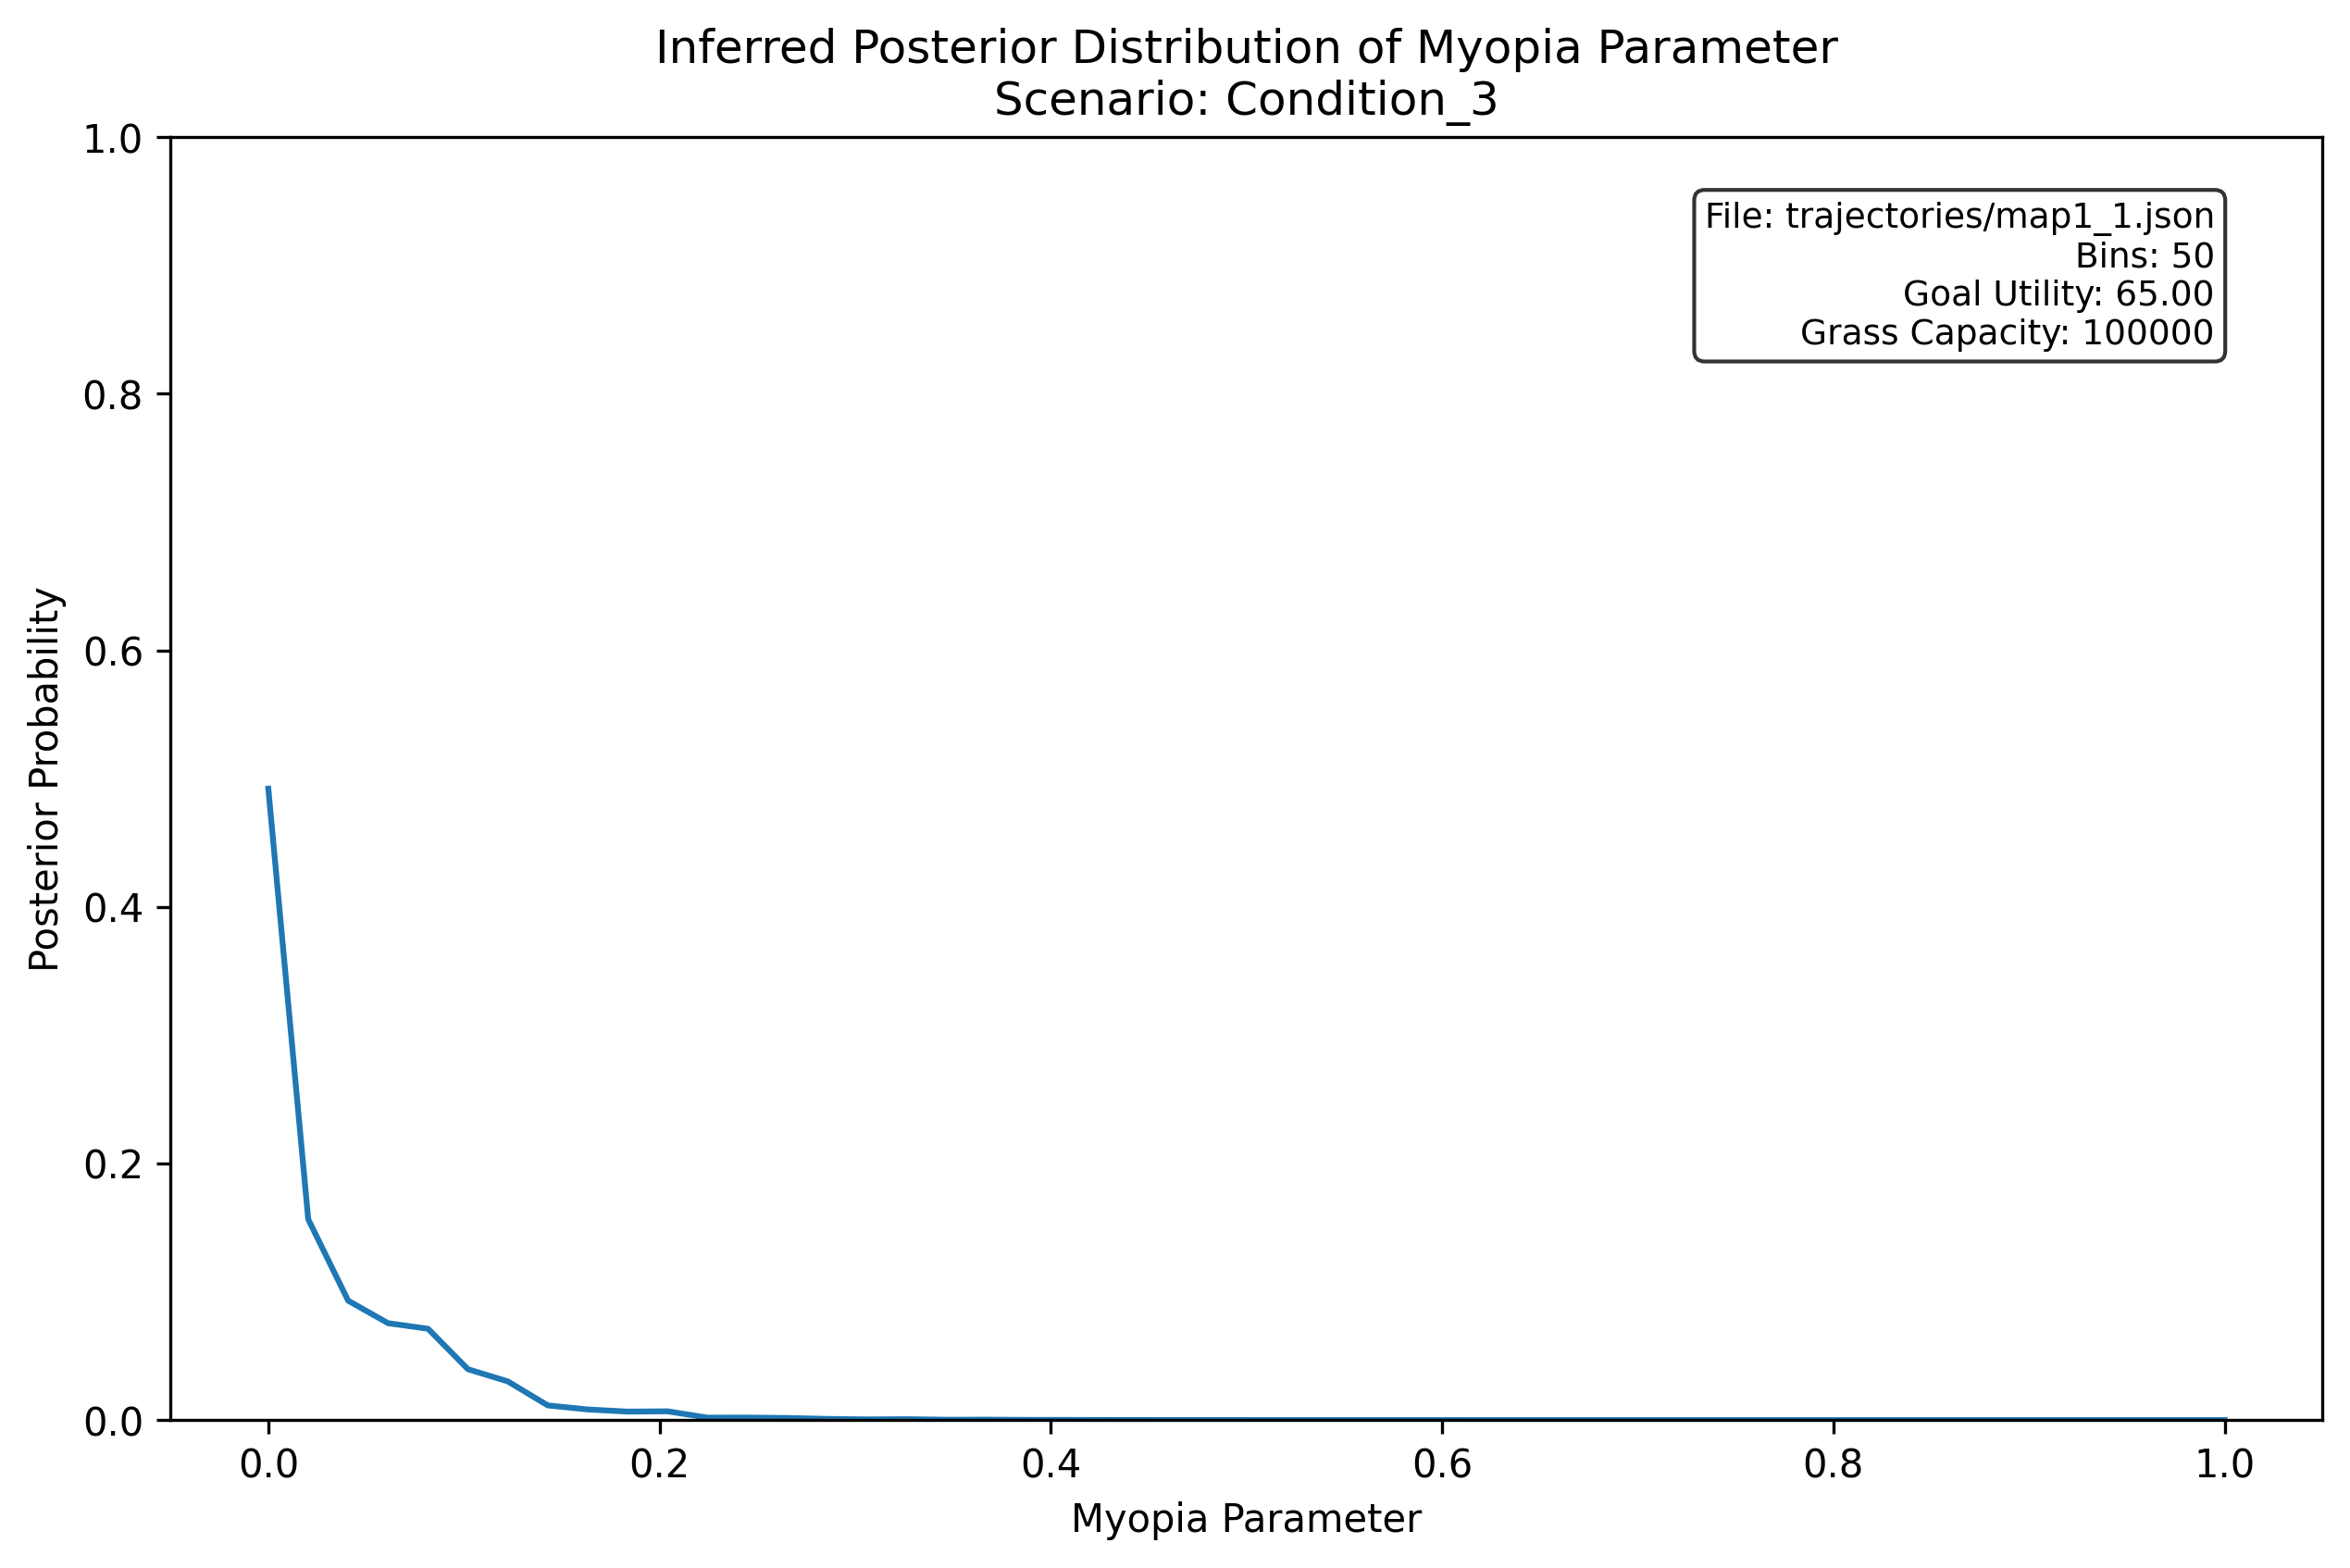 Inferred Posterior Distribution of Myopia Parameter
Scenario: Condition_3
File: trajectories/map1_1.json
Bins: 50
Goal Utility: 65.00
Grass Capacity: 100000
Posterior Probability
1.0
0.8
0.6
0.4
0.2
0.0
0.0 0.2 0.4 0.6 0.8 1.0
Myopia Parameter